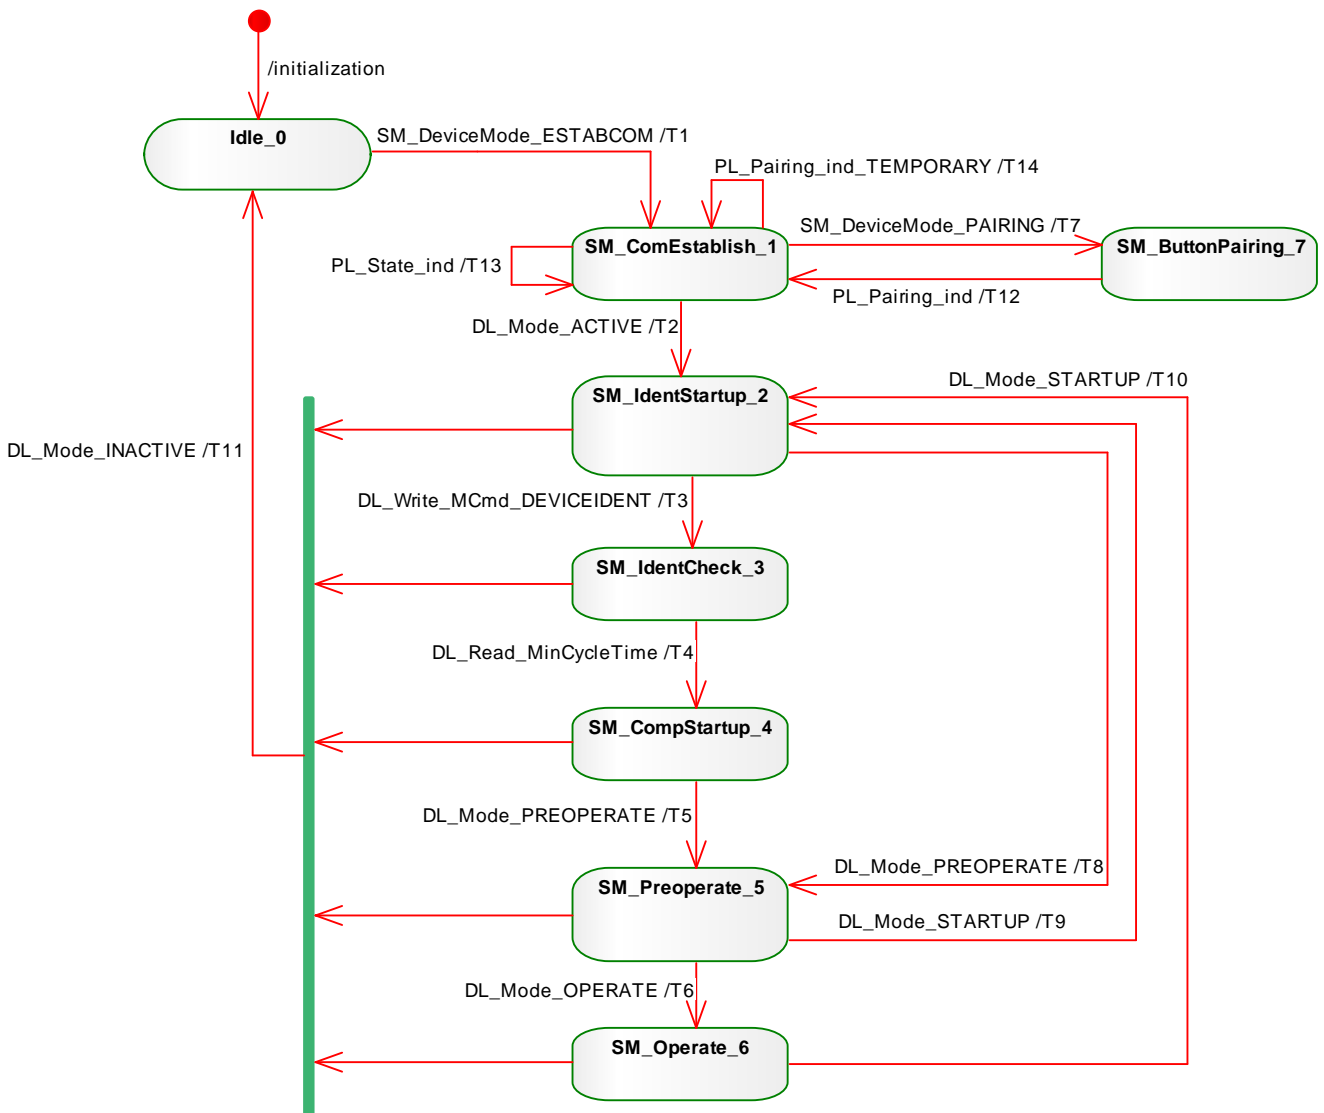 /initialization
Idle_0
SM_DeviceMode_ESTABCOM /T1
PL_Pairing_ind_TEMPORARY /T14
SM_DeviceMode_PAIRING /T7
SM_ComEstablish_1
SM_ButtonPairing_7
PL_State_ind /T13
PL_Pairing_ind /T12
DL_Mode_ACTIVE /T2
DL_Mode_STARTUP /T10
SM_IdentStartup_2
DL_Mode_INACTIVE /T11
DL_Write_MCmd_DEVICEIDENT /T3
SM_IdentCheck_3
DL_Read_MinCycleTime /T4
SM_CompStartup_4
DL_Mode_PREOPERATE /T5
DL_Mode_PREOPERATE /T8
SM_Preoperate_5
DL_Mode_STARTUP /T9
DL_Mode_OPERATE /T6
SM_Operate_6